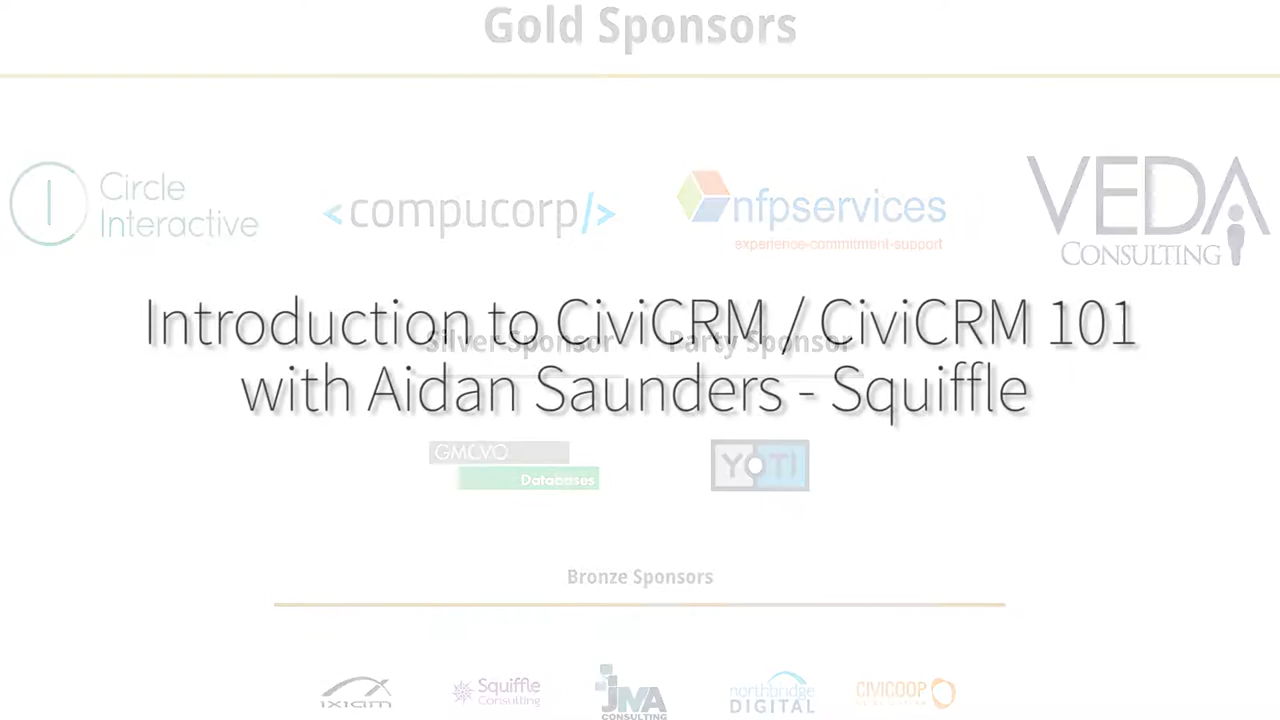 Gold Sponsors
Circle
Interactive
<compucorp/>
nfpservices
experience-commitment-support
VEDA
CONSULTING
Introduction to CiviCRM / CiviCRM 101
Silver Sponsor
Party Sponsor
with Aidan Saunders - Squiffle
GMCVO
Databases
YOTI
Bronze Sponsors
ixiam
Squiffle
Consulting
JMA
CONSULTING
northbridge
DIGITAL
CIVICOOP